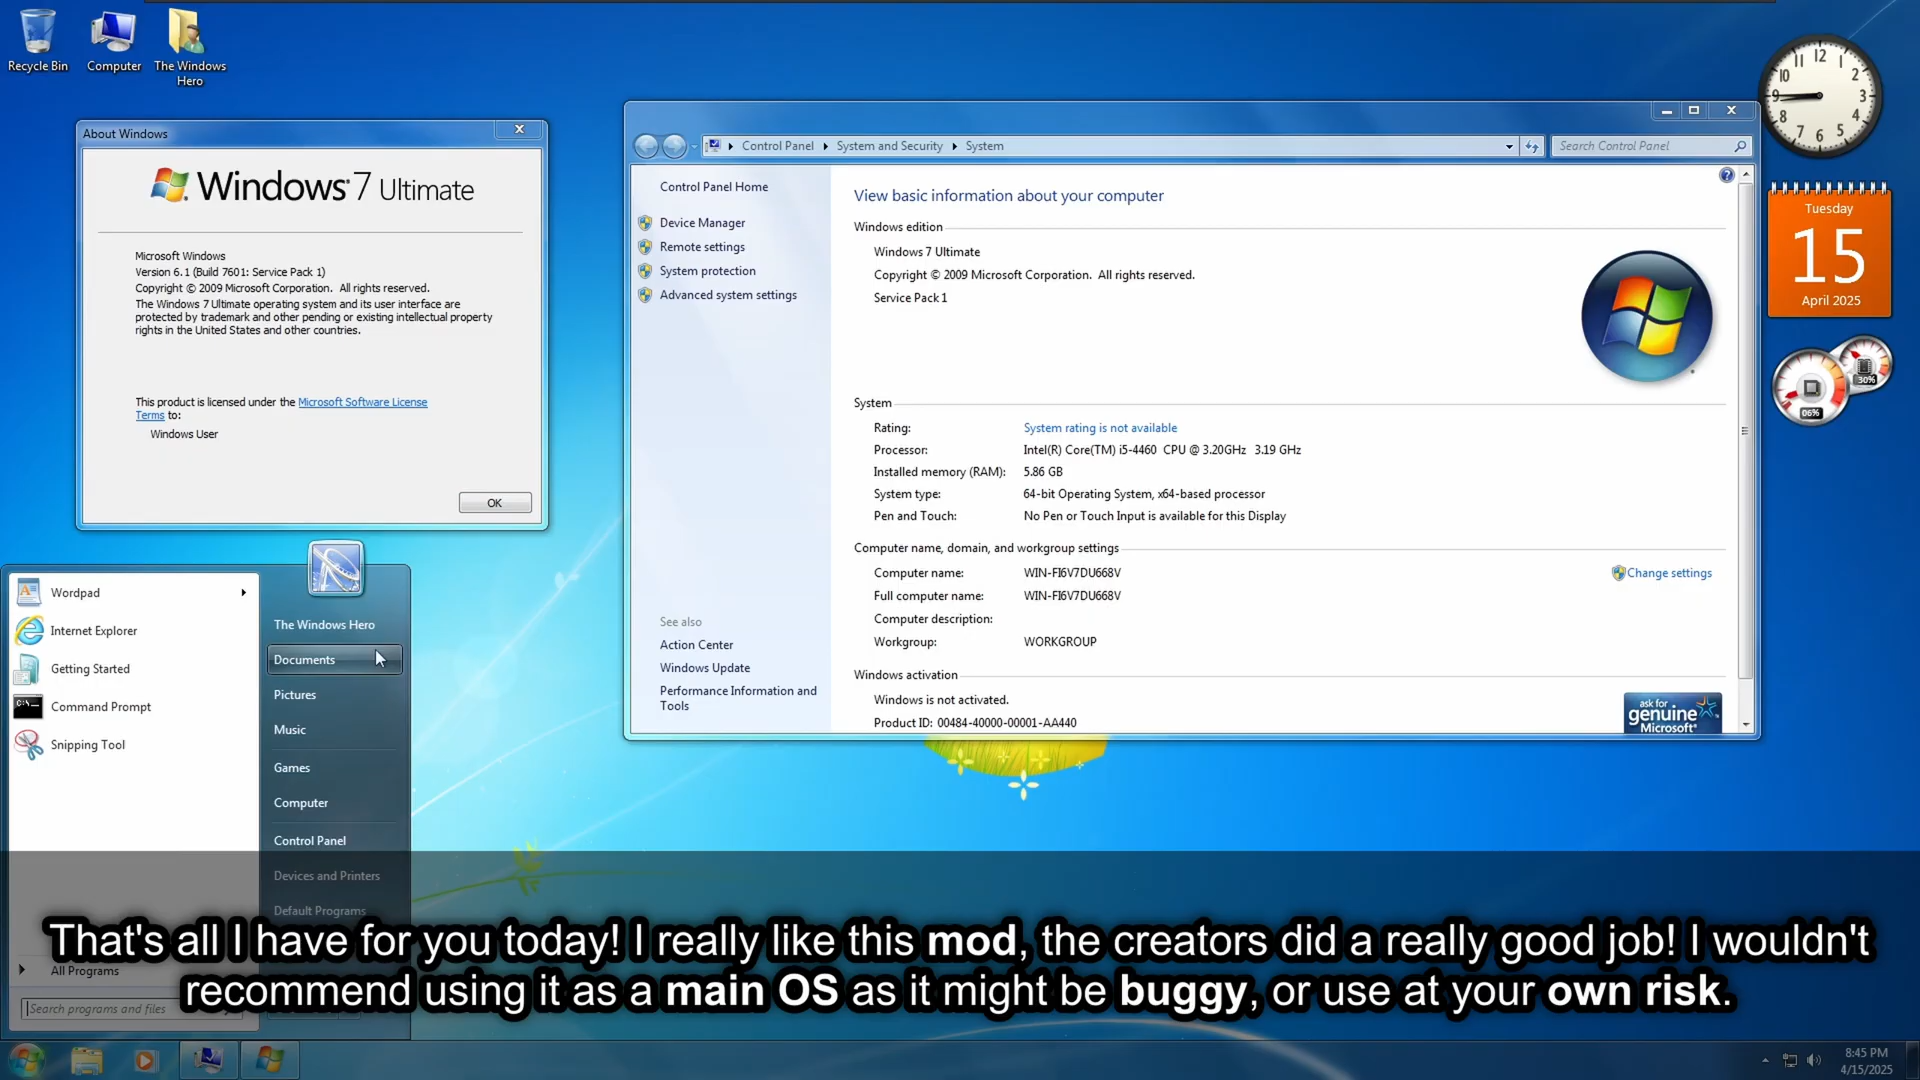 Recycle Bin
Computer
The Windows
Hero
About Windows
Windows 7 Ultimate
Microsoft Windows
Version 6.1 (Build 7601: Service Pack 1)
Copyright © 2009 Microsoft Corporation. All rights reserved.
The Windows 7 Ultimate operating system and its user interface are
protected by trademark and other pending or existing intellectual property
rights in the United States and other countries.
This product is licensed under the Microsoft Software License
Terms to:
Windows User
OK
Control Panel
System and Security
System
Search Control Panel
Control Panel Home
Device Manager
Remote settings
System protection
Advanced system settings
See also
Action Center
Windows Update
Performance Information and
Tools
View basic information about your computer
Windows edition
Windows 7 Ultimate
Copyright © 2009 Microsoft Corporation. All rights reserved.
Service Pack 1
System
Rating: System rating is not available
Processor: Intel(R) Core(TM) i5-4460 CPU @ 3.20GHz 3.19 GHz
Installed memory (RAM): 5.86 GB
System type: 64-bit Operating System, x64-based processor
Pen and Touch: No Pen or Touch Input is available for this Display
Computer name, domain, and workgroup settings
Computer name: WIN-FI6V7DU668V
Change settings
Full computer name: WIN-FI6V7DU668V
Computer description:
Workgroup: WORKGROUP
Windows activation
Windows is not activated.
Product ID: 00484-40000-00001-AA440
ask for
genuine
Microsoft
12
1
2
3
4
5
6
7
8
9
10
11
Tuesday
15
April 2025
30%
06%
Wordpad
Internet Explorer
Getting Started
Command Prompt
Snipping Tool
All Programs
Search programs and files
The Windows Hero
Documents
Pictures
Music
Games
Computer
Control Panel
Devices and Printers
Default Programs
That's all I have for you today! I really like this mod, the creators did a really good job! I wouldn't
recommend using it as a main OS as it might be buggy, or use at your own risk.
8:45 PM
4/15/2025